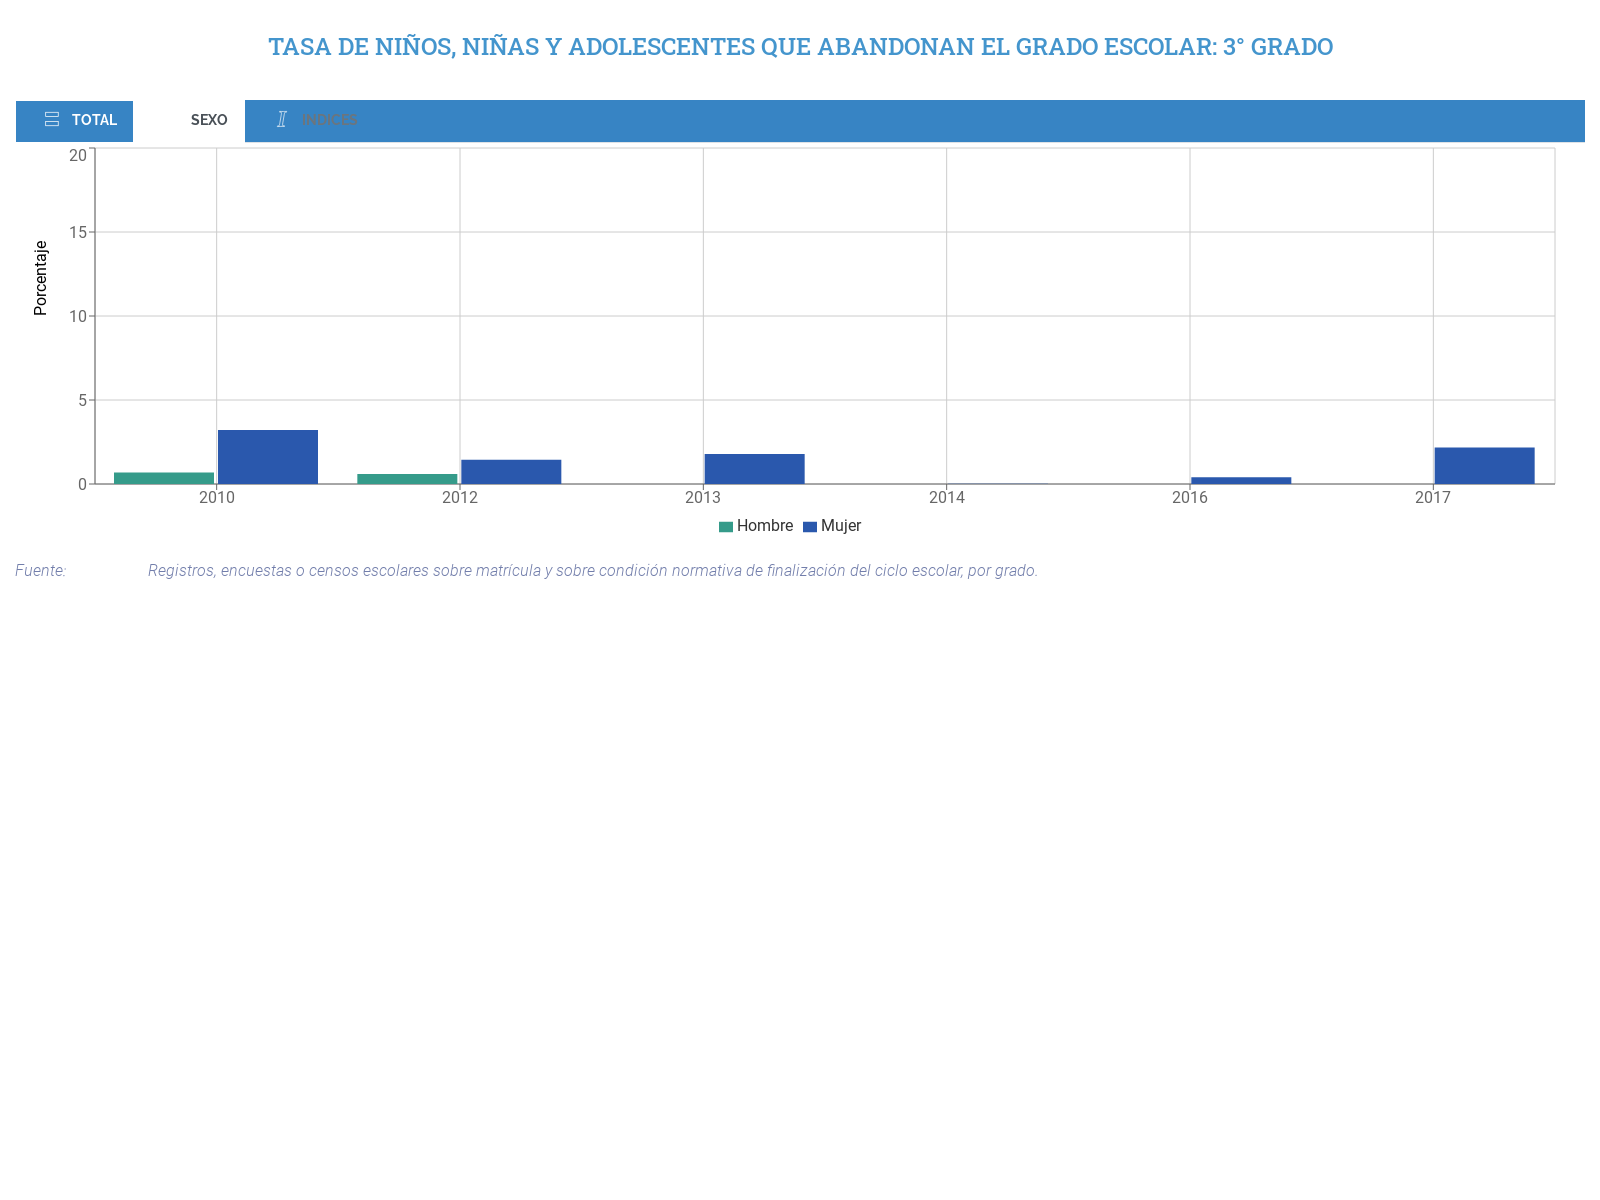 TASA DE NIÑOS, NIÑAS Y ADOLESCENTES QUE ABANDONAN EL GRADO ESCOLAR: 3° GRADO
TOTAL SEXO INDICES
20
15
10
5
0
Porcentaje
2010 2012 2013 2014 2016 2017
Hombre Mujer
Fuente: Registros, encuestas o censos escolares sobre matrícula y sobre condición normativa de finalización del ciclo escolar, por grado.